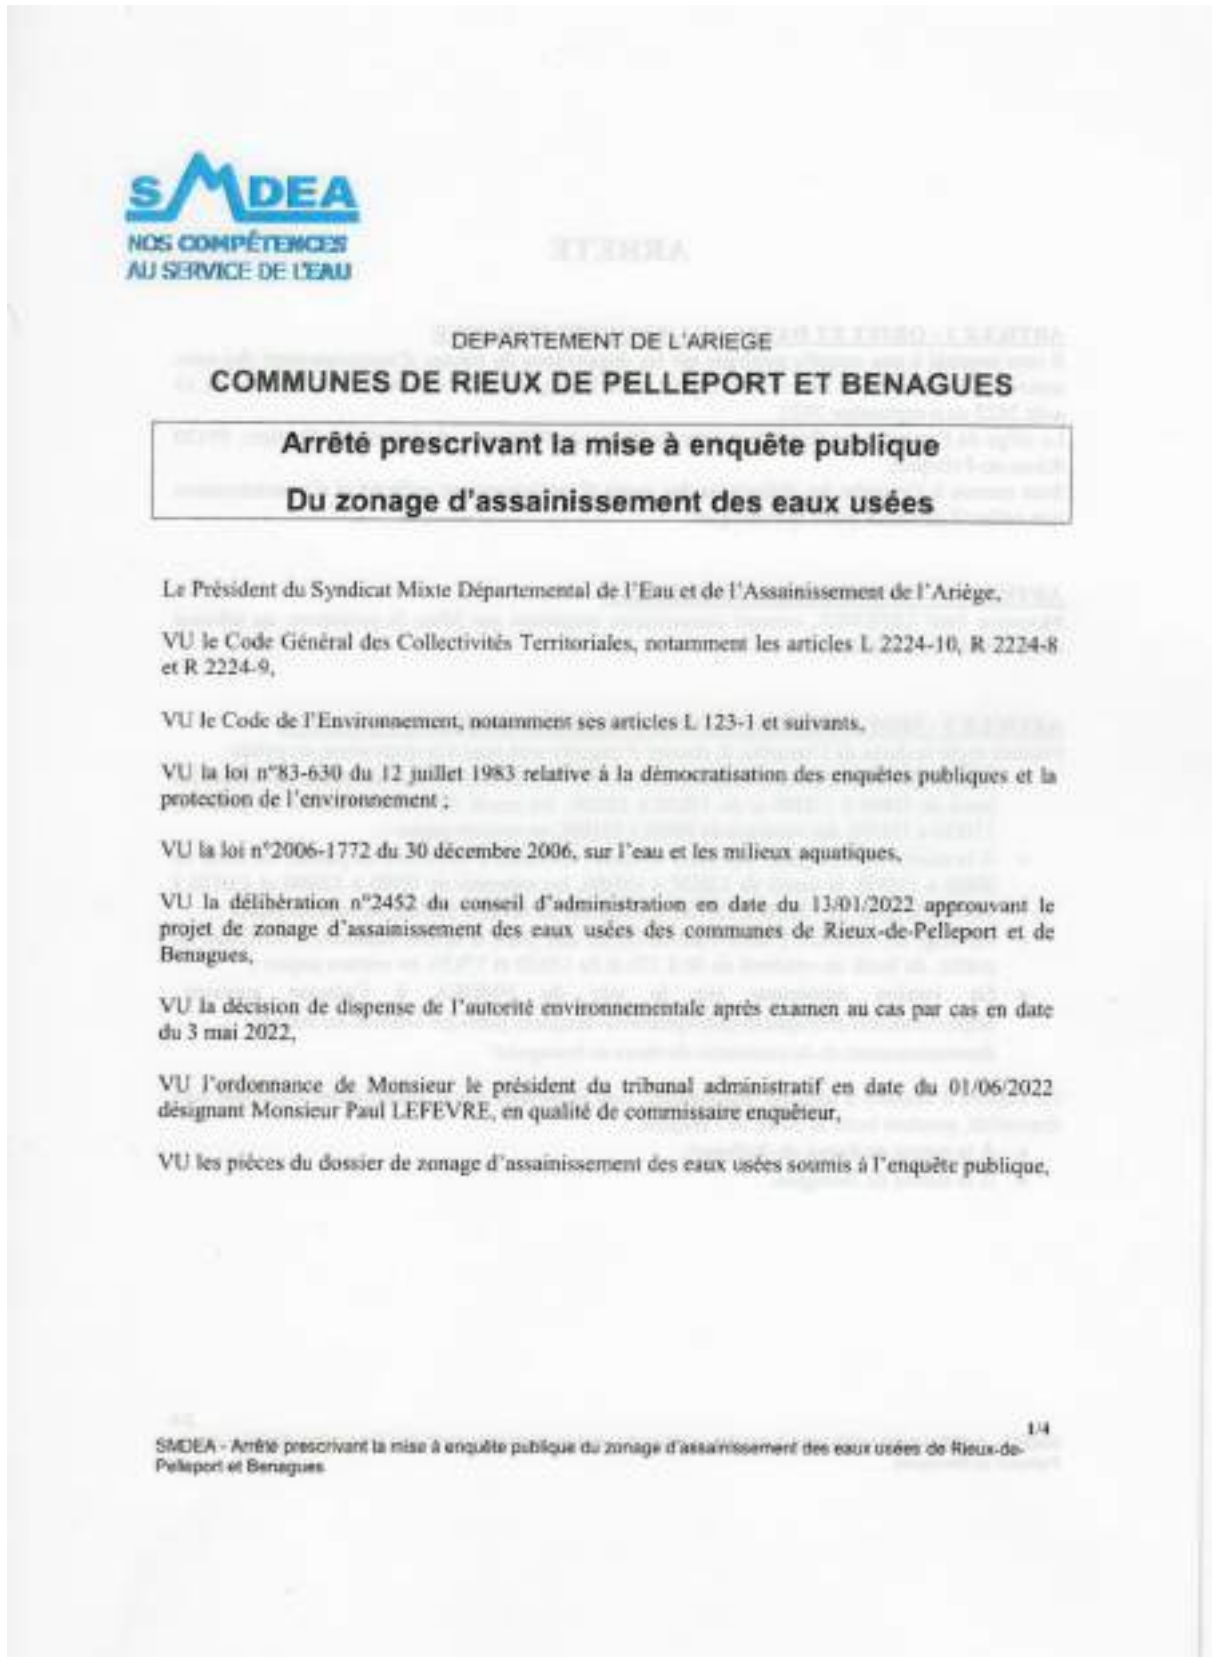 SMDEA
NOS COMPÉTENCES
AU SERVICE DE L'EAU
ARRETE
DEPARTEMENT DE L'ARIEGE
COMMUNES DE RIEUX DE PELLEPORT ET BENAGUES
Arrêté prescrivant la mise à enquête publique
Du zonage d'assainissement des eaux usées
Le Président du Syndicat Mixte Départemental de l'Eau et de l'Assainissement de l'Ariège,
VU le Code Général des Collectivités Territoriales, notamment les articles L 2224-10, R 2224-8
et R 2224-9,
VU le Code de l'Environnement, notamment ses articles L 123-1 et suivants,
VU la loi n°83-630 du 12 juillet 1983 relative à la démocratisation des enquêtes publiques et la
protection de l'environnement ;
VU la loi n°2006-1772 du 30 décembre 2006, sur l'eau et les milieux aquatiques,
VU la délibération n°2452 du conseil d'administration en date du 13/01/2022 approuvant le
projet de zonage d'assainissement des eaux usées des communes de Rieux-de-Pelleport et de
Benagues,
VU la décision de dispense de l'autorité environnementale après examen au cas par cas en date
du 3 mai 2022,
VU l'ordonnance de Monsieur le président du tribunal administratif en date du 01/06/2022
désignant Monsieur Paul LEFEVRE, en qualité de commissaire enquêteur,
VU les pièces du dossier de zonage d'assainissement des eaux usées soumis à l'enquête publique,
1/4
SMDEA - Arrêté prescrivant la mise à enquête publique du zonage d'assainissement des eaux usées de Rieux-de-
Pelleport et Benagues